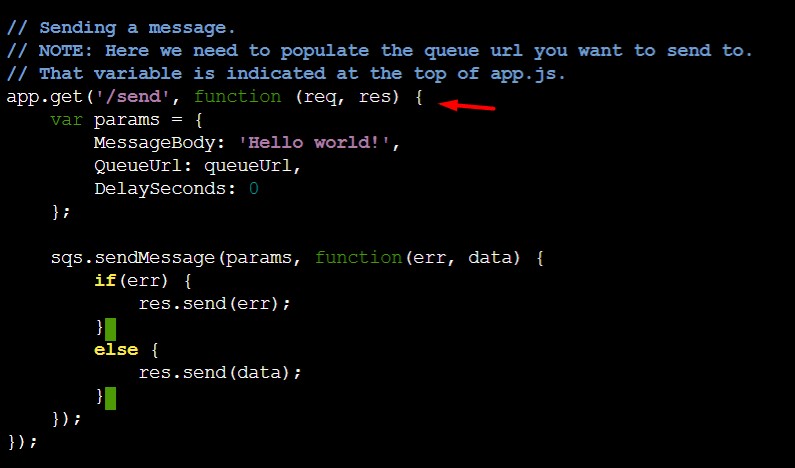 // Sending a message.
// NOTE: Here we need to populate the queue url you want to send to.
// That variable is indicated at the top of app.js.
app.get('/send', function (req, res) {
    var params = {
        MessageBody: 'Hello world!',
        QueueUrl: queueUrl,
        DelaySeconds: 0
    };

    sqs.sendMessage(params, function(err, data) {
        if(err) {
            res.send(err);
        }
        else {
            res.send(data);
        }
    });
});